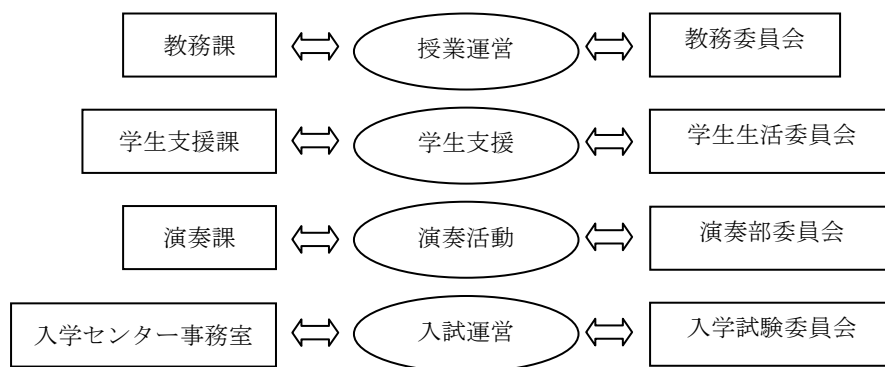 教務課 授業運営 教務委員会
学生支援課 学生支援 学生生活委員会
演奏課 演奏活動 演奏部委員会
入学センター事務室 入試運営 入学試験委員会